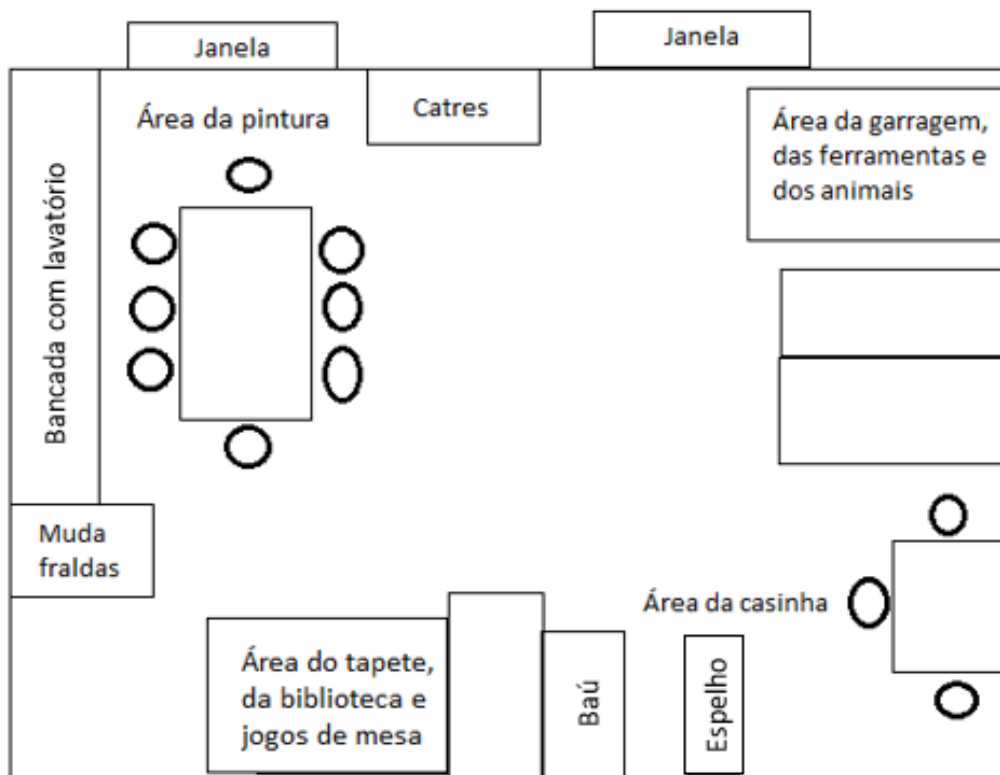 Janela
Janela
Área da pintura
Catres
Área da garragem,
das ferramentas e
dos animais
Bancada com lavatório
Muda
fraldas
Área da casinha
Área do tapete,
da biblioteca e
jogos de mesa
Baú
Espelho